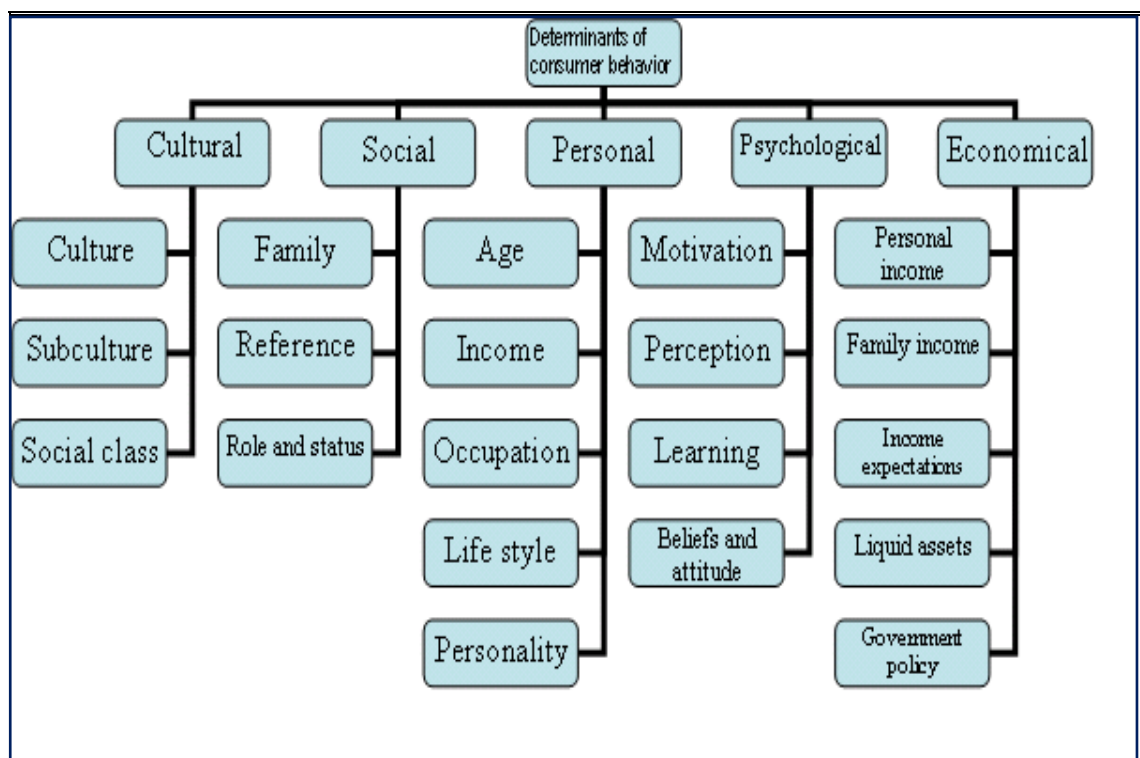 Determinants of
consumer behavior
Cultural
Social
Personal
Psychological
Economical
Culture
Subculture
Social class
Family
Reference
Role and status
Age
Income
Occupation
Life style
Personality
Motivation
Perception
Learning
Beliefs and
attitude
Personal
income
Family income
Income
expectations
Liquid assets
Government
policy